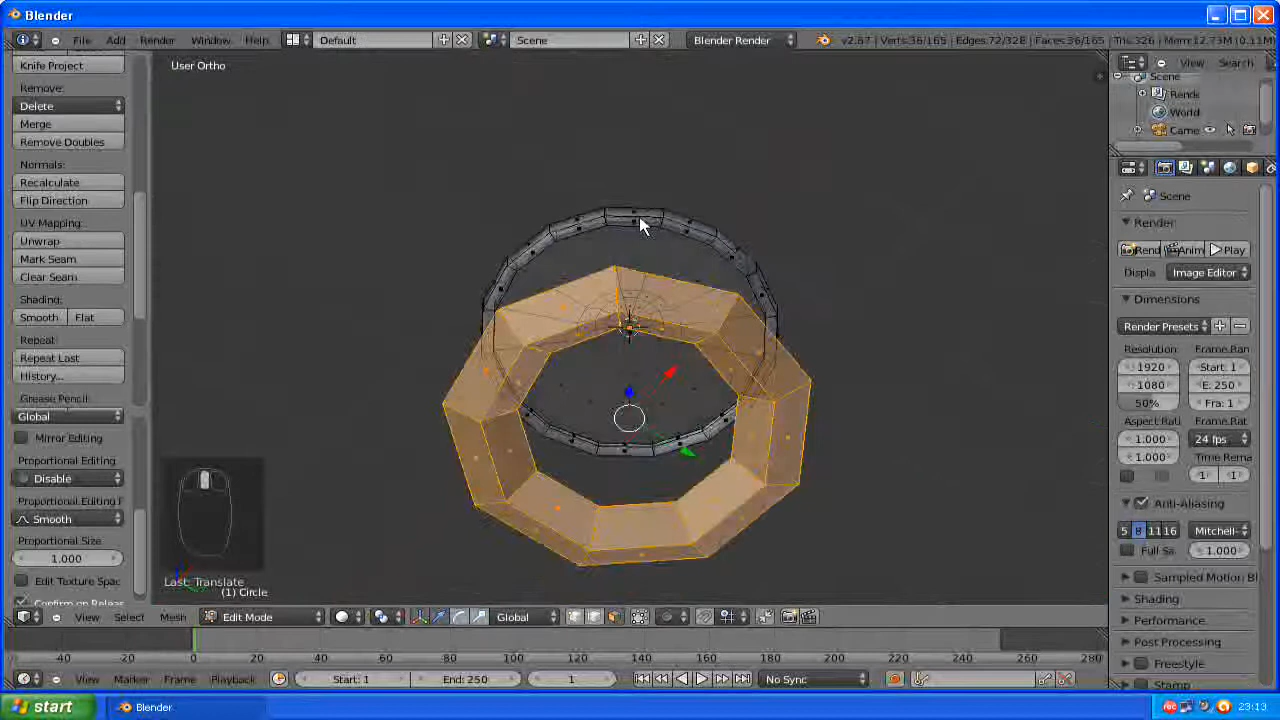 Blender
File Add Render Window Help Default Scene Blender Render v2.67 | Verts:36/165 | Edges:72/328 | Faces:36/165 | Tris:326 | Mem:12.73M (0.11M
Knife Project
Remove:
Delete
Merge
Remove Doubles
Normals:
Recalculate
Flip Direction
UV Mapping:
Unwrap
Mark Seam
Clear Seam
Shading:
Smooth Flat
Repeat:
Repeat Last
History...
Grease Pencil:
Global
Mirror Editing
Proportional Editing
Disable
Proportional Editing F
Smooth
Proportional Size
1.000
Edit Texture Spac
Confirm on Releas
User Ortho
Last: Translate
(1) Circle
View Select Mesh Edit Mode Global
-40 -20 0 20 40 60 80 100 120 140 160 180 200 220 240 260 280
View Marker Frame Playback Start: 1 End: 250 1 No Sync
View Search
Scene
Rende
World
Came
Scene
Render
Rend Anim Play
Displa Image Editor
Dimensions
Render Presets
Resolution: Frame Ran
1920 Start: 1
1080 E: 250
50% Fra: 1
Aspect Rati Frame Rat
1.000 24 fps
1.000 Time Rema
1 1
Anti-Aliasing
5 8 11 16 Mitchell-
Full Sa 1.000
Sampled Motion Bl
Shading
Performance
Post Processing
Freestyle
Stamp
start Blender 23:13